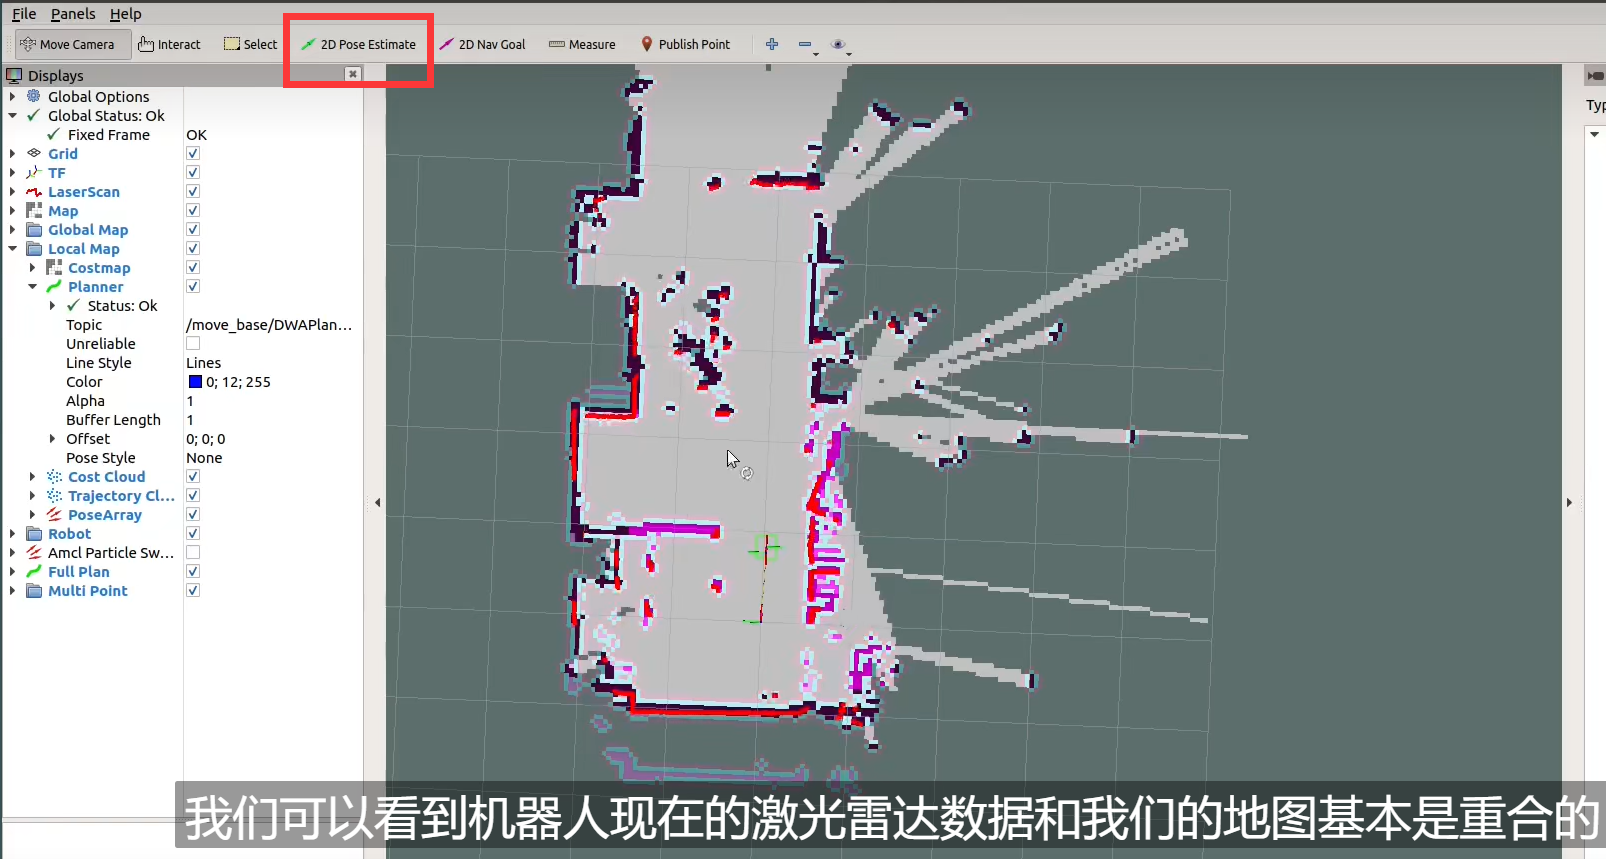 File Panels Help
Move Camera Interact Select 2D Pose Estimate 2D Nav Goal Measure Publish Point
Displays
Global Options
Global Status: Ok
Fixed Frame OK
Grid
TF
LaserScan
Map
Global Map
Local Map
Costmap
Planner
Status: Ok
Topic /move_base/DWAPlan...
Unreliable
Line Style Lines
Color 0; 12; 255
Alpha 1
Buffer Length 1
Offset 0; 0; 0
Pose Style None
Cost Cloud
Trajectory Cl...
PoseArray
Robot
Amcl Particle Sw...
Full Plan
Multi Point
Typ
我们可以看到机器人现在的激光雷达数据和我们的地图基本是重合的